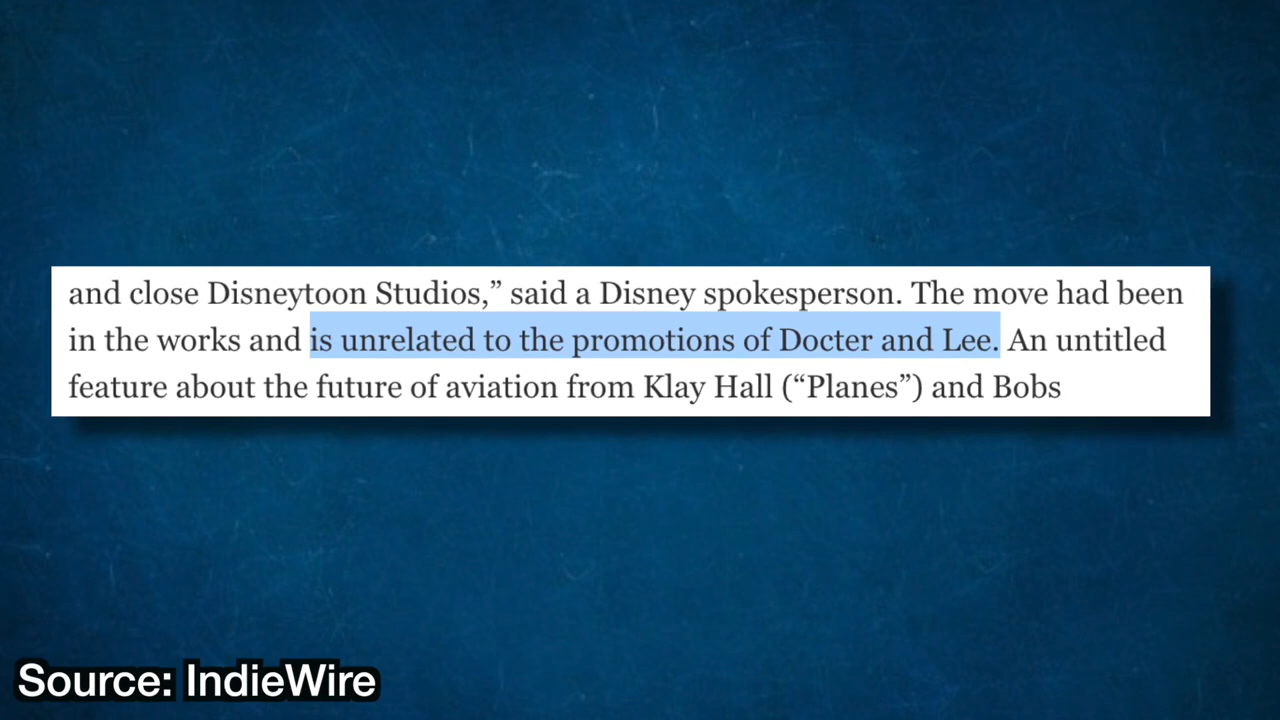 and close Disneytoon Studios,” said a Disney spokesperson. The move had been
in the works and is unrelated to the promotions of Docter and Lee. An untitled
feature about the future of aviation from Klay Hall (“Planes”) and Bobs
Source: IndieWire